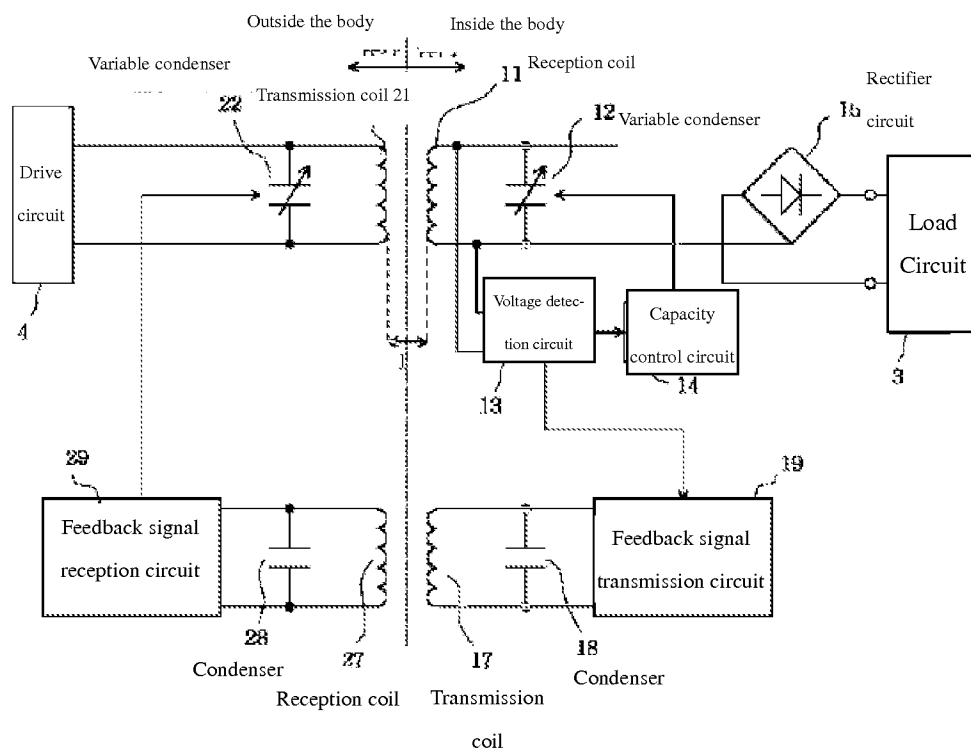 Outside the body
Inside the body
Variable condenser
Reception coil
11
Rectifier
22
Transmission coil 21
12
Variable condenser
circuit
Drive
circuit
Load
Circuit
4
Voltage detec-
tion circuit
Capacity
control circuit
13
14
3
29
19
Feedback signal
reception circuit
Feedback signal
transmission circuit
28
27
17
18
Condenser
Condenser
Reception coil
Transmission
coil